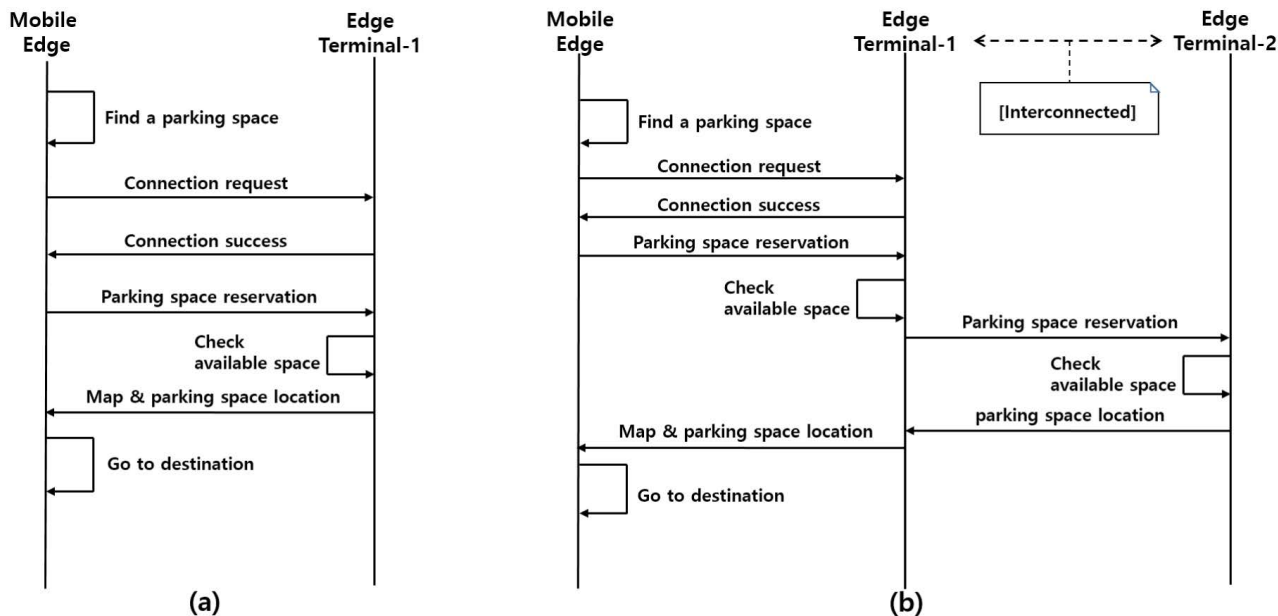 Mobile
Edge
Edge
Terminal-1
Find a parking space
Connection request
Connection success
Parking space reservation
Check
available space
Map & parking space location
Go to destination
(a)
Mobile
Edge
Edge
Terminal-1
Edge
Terminal-2
[Interconnected]
Find a parking space
Connection request
Connection success
Parking space reservation
Check
available space
Parking space reservation
Check
available space
parking space location
Map & parking space location
Go to destination
(b)